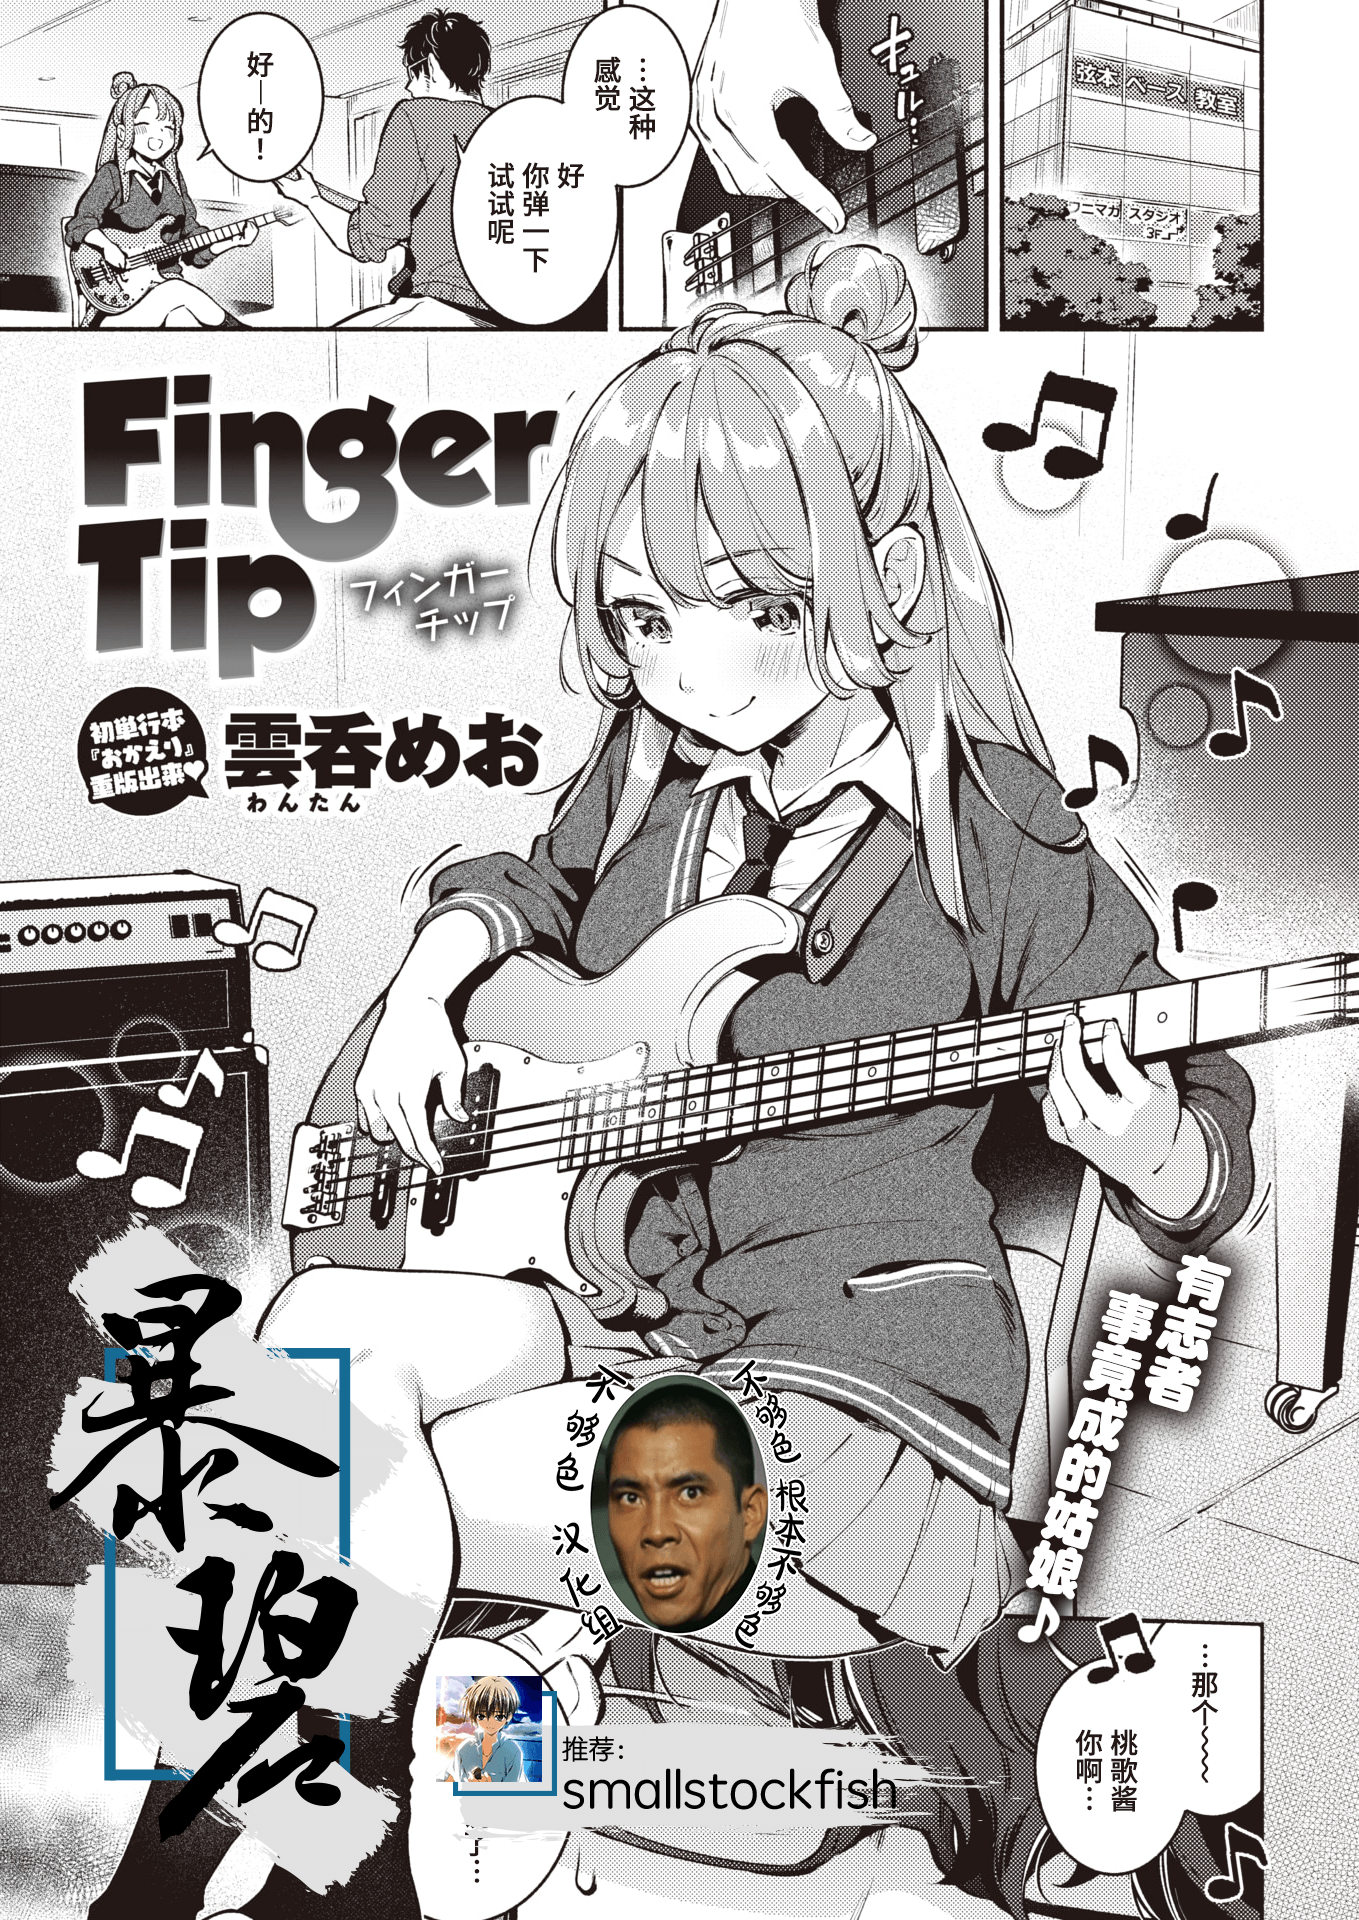 弦本 ベース 教室
フニマガ スタジオ
3F
キュル…
…这种
感觉
好
你弹一下
试试呢
好—的！
Finger
Tip
フィンガー
チップ
初単行本
『おかえり』
重版出来♥
雲呑めお
わんたん
有志者
事竟成的姑娘♪
暴碧
不够色
汉化组
不够色
根本不够色
推荐：
smallstockfish
…那个~~~
桃歌酱
你啊…